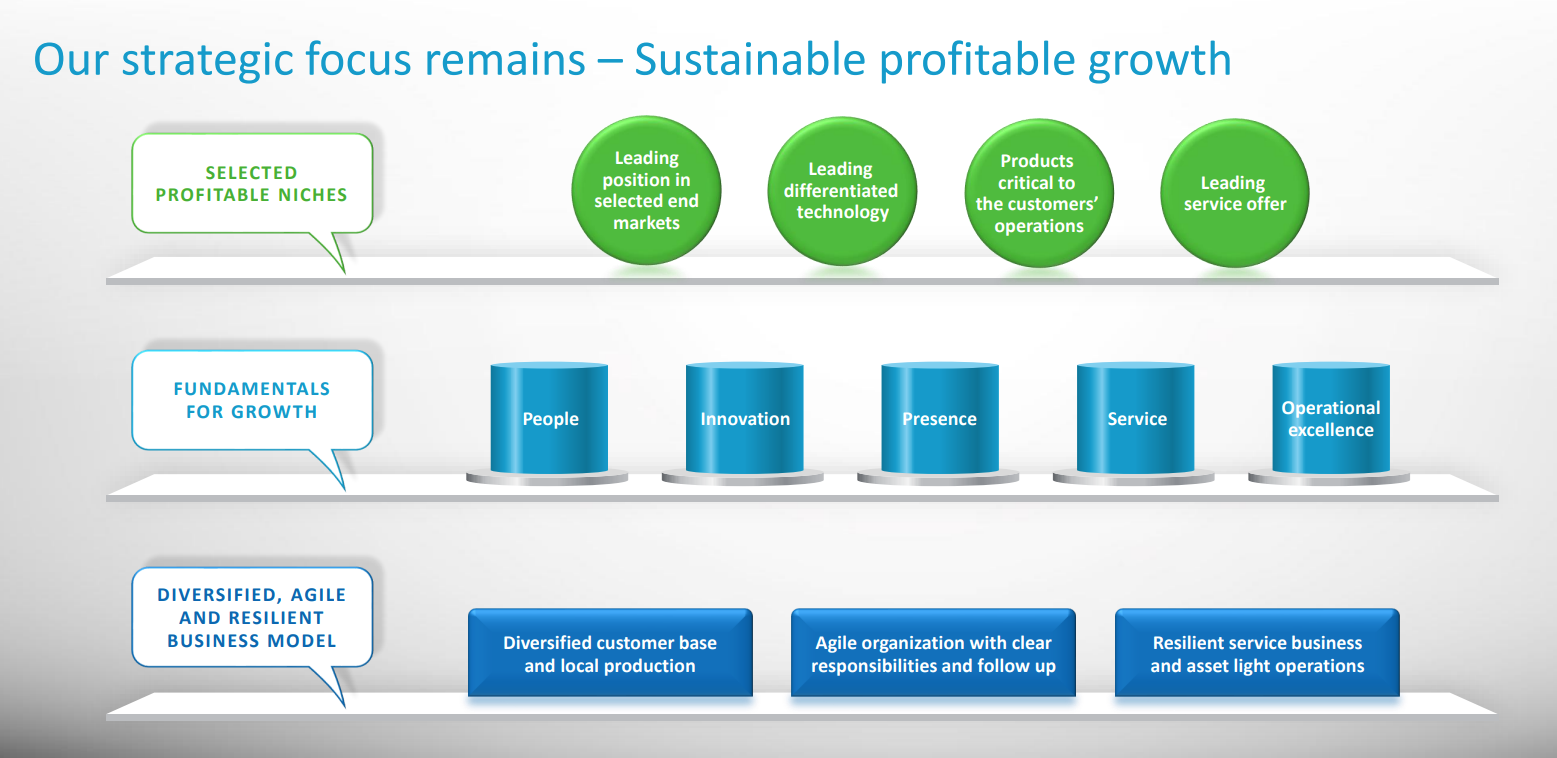 Our strategic focus remains – Sustainable profitable growth
SELECTED
PROFITABLE NICHES
Leading
position in
selected end
markets
Leading
differentiated
technology
Products
critical to
the customers’
operations
Leading
service offer
FUNDAMENTALS
FOR GROWTH
People
Innovation
Presence
Service
Operational
excellence
DIVERSIFIED, AGILE
AND RESILIENT
BUSINESS MODEL
Diversified customer base
and local production
Agile organization with clear
responsibilities and follow up
Resilient service business
and asset light operations